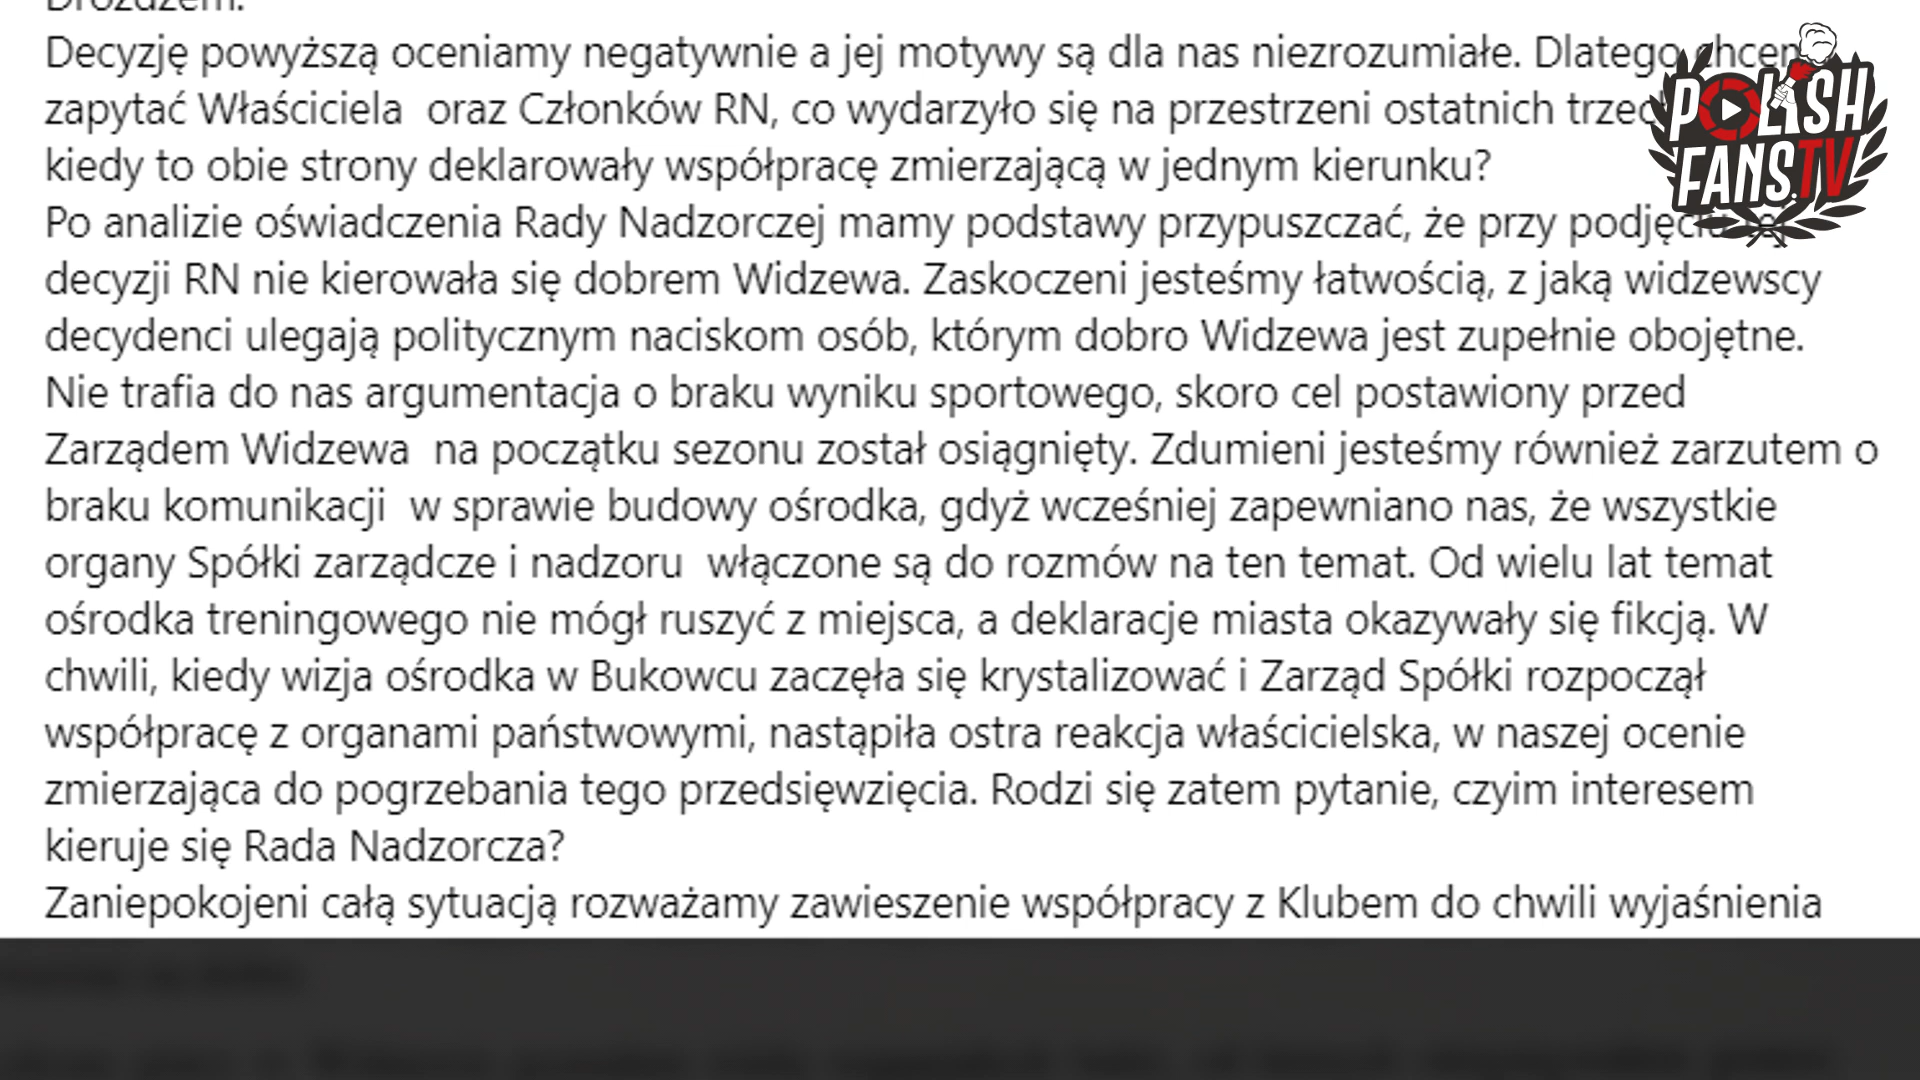 Drożdżem.
Decyzję powyższą oceniamy negatywnie a jej motywy są dla nas niezrozumiałe. Dlatego
zapytać Właściciela  oraz Członków RN, co wydarzyło się na przestrzeni ostatnich
kiedy to obie strony deklarowały współpracę zmierzającą w jednym kierunku?
Po analizie oświadczenia Rady Nadzorczej mamy podstawy przypuszczać, że przy podjęciu
decyzji RN nie kierowała się dobrem Widzewa. Zaskoczeni jesteśmy łatwością, z jaką widzewscy
decydenci ulegają politycznym naciskom osób, którym dobro Widzewa jest zupełnie obojętne.
Nie trafia do nas argumentacja o braku wyniku sportowego, skoro cel postawiony przed
Zarządem Widzewa  na początku sezonu został osiągnięty. Zdumieni jesteśmy również zarzutem o
braku komunikacji  w sprawie budowy ośrodka, gdyż wcześniej zapewniano nas, że wszystkie
organy Spółki zarządcze i nadzoru  włączone są do rozmów na ten temat. Od wielu lat temat
ośrodka treningowego nie mógł ruszyć z miejsca, a deklaracje miasta okazywały się fikcją. W
chwili, kiedy wizja ośrodka w Bukowcu zaczęła się krystalizować i Zarząd Spółki rozpoczął
współpracę z organami państwowymi, nastąpiła ostra reakcja właścicielska, w naszej ocenie
zmierzająca do pogrzebania tego przedsięwzięcia. Rodzi się zatem pytanie, czyim interesem
kieruje się Rada Nadzorcza?
Zaniepokojeni całą sytuacją rozważamy zawieszenie współpracy z Klubem do chwili wyjaśnienia
POLISH
FANS.TV